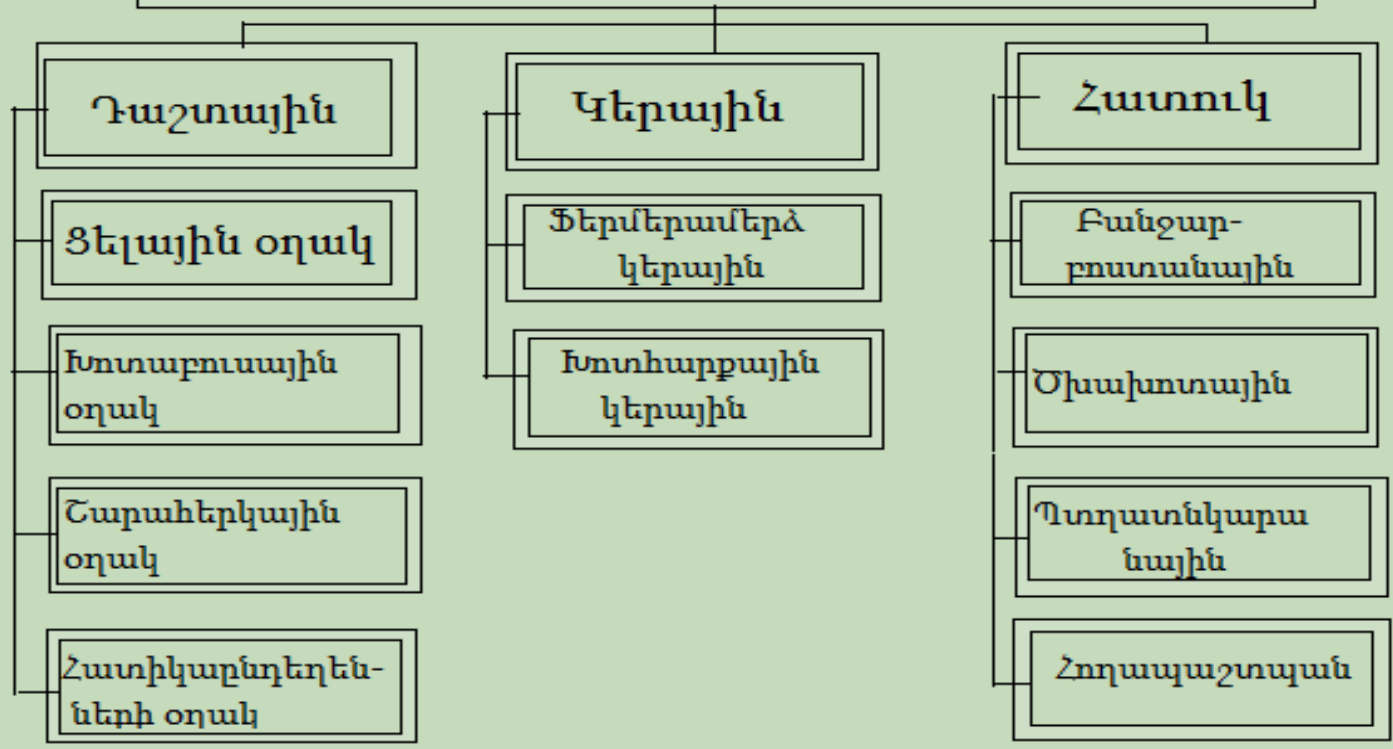 Դաշտային
Ցելային օղակ
Խոտաբուսային
օղակ
Շարահերկային
օղակ
Հատիկաընդեղեն-
ների օղակ
Կերային
Ֆերմերամերձ
կերային
Խոտհարքային
կերային
Հատուկ
Բանջար-
բոստանային
Ծխախոտային
Պտղատնկարա
նային
Հողապաշտպան